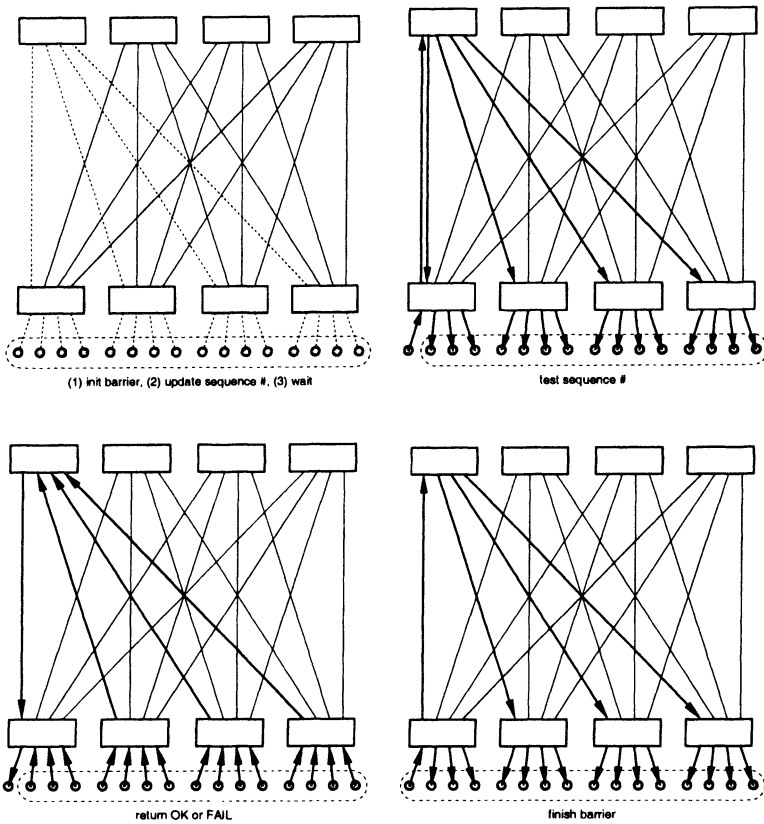 (1) init barrier, (2) update sequence #, (3) wait
test sequence #
return OK or FAIL
finish barrier